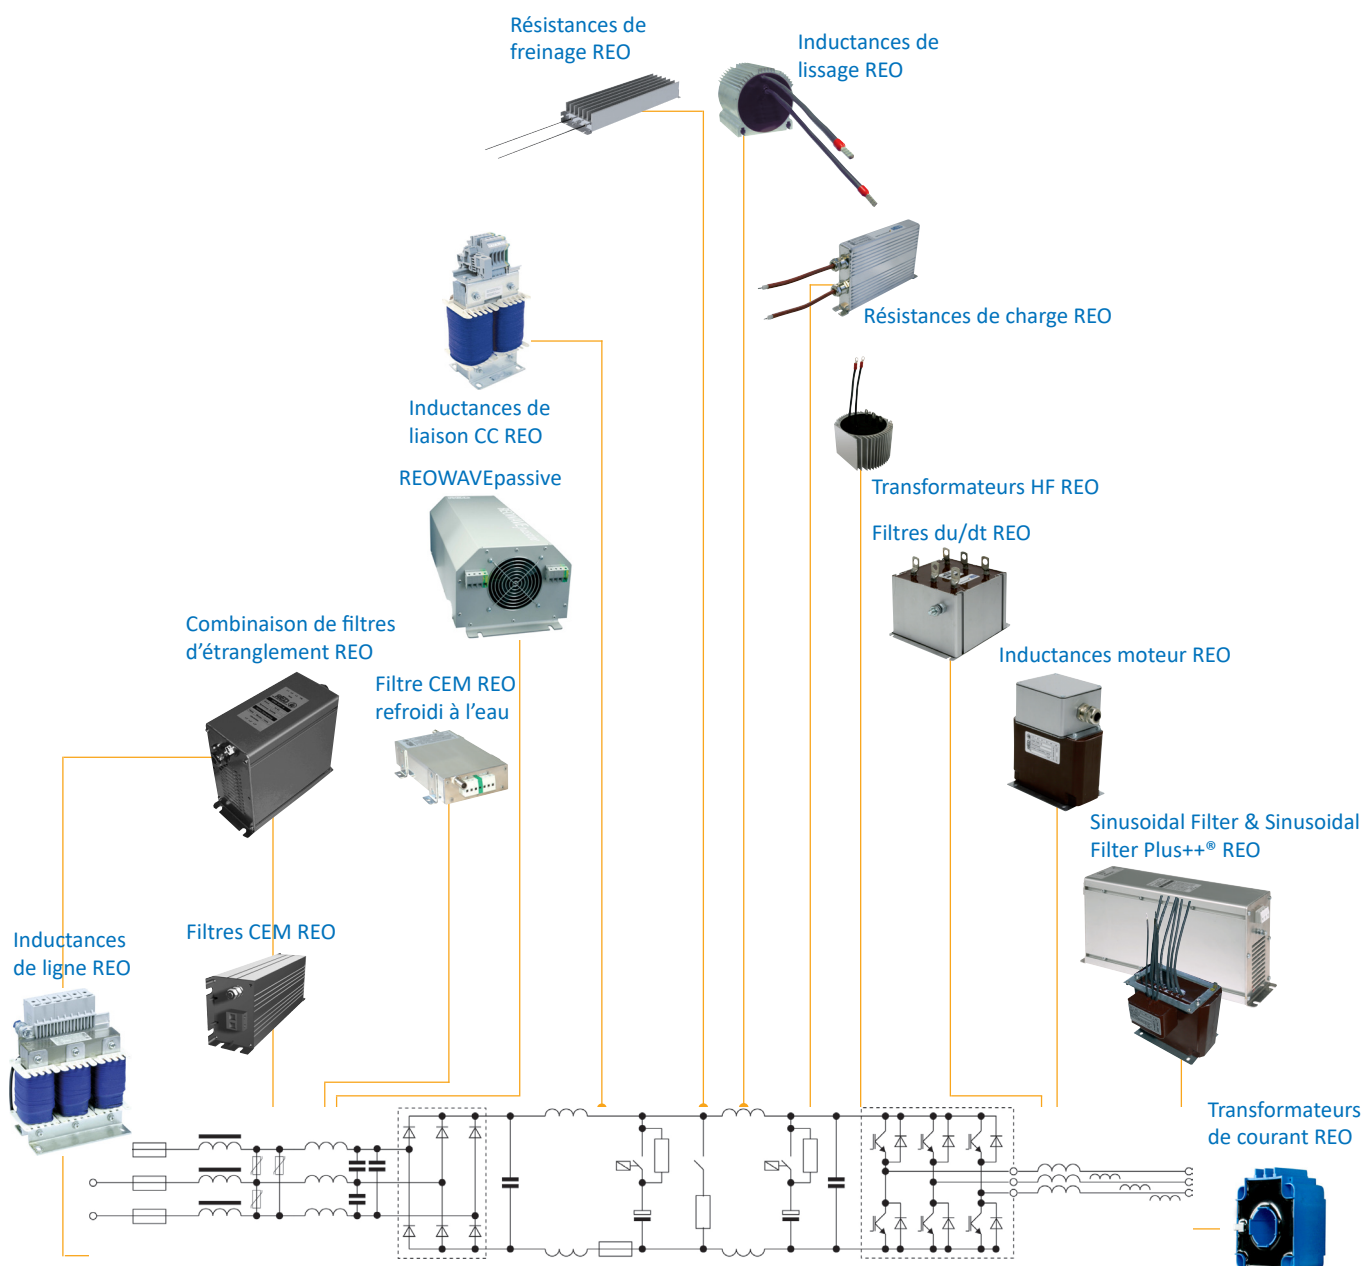 Résistances de
freinage REO
Inductances de
lissage REO
Résistances de charge REO
Inductances de
liaison CC REO
REOWAVEpassive
Transformateurs HF REO
Filtres du/dt REO
Combinaison de filtres
d’étranglement REO
Filtre CEM REO
refroidi à l’eau
Inductances moteur REO
Sinusoidal Filter & Sinusoidal
Filter Plus++® REO
Filtres CEM REO
Inductances
de ligne REO
Transformateurs
de courant REO